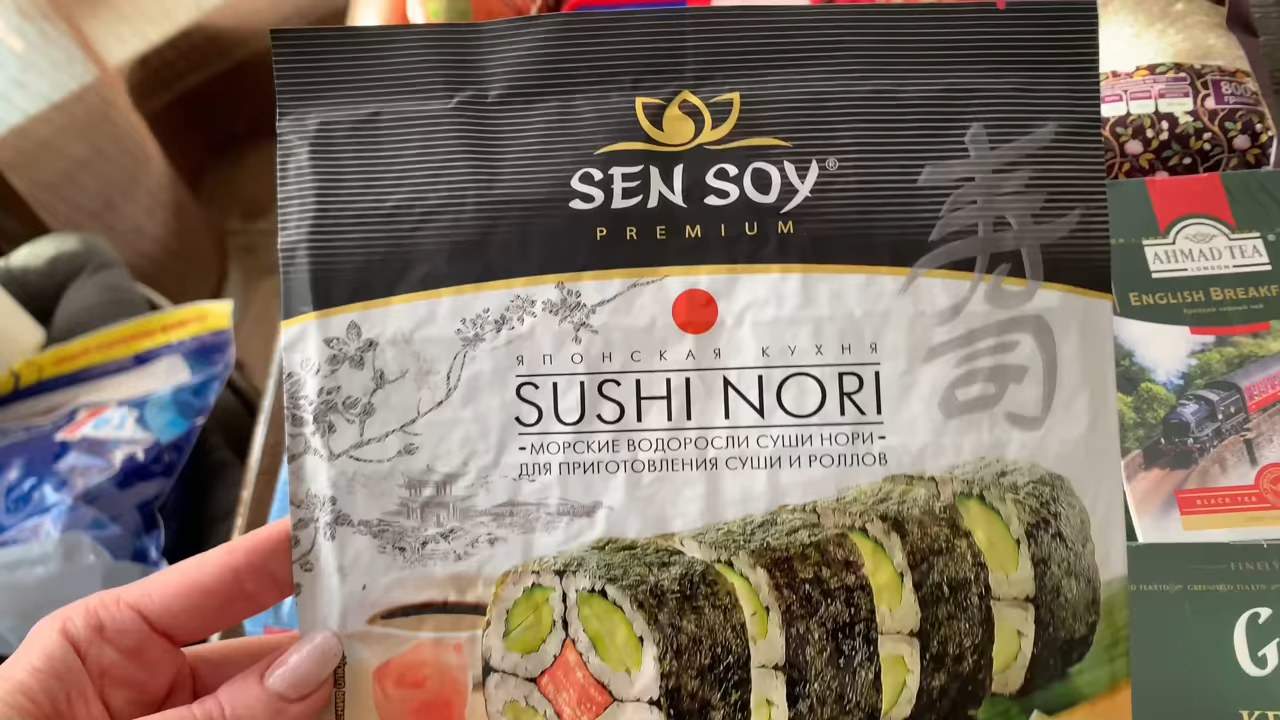 SEN SOY®
PREMIUM
寿司
ЯПОНСКАЯ КУХНЯ
SUSHI NORI
-МОРСКИЕ ВОДОРОСЛИ СУШИ НОРИ-
ДЛЯ ПРИГОТОВЛЕНИЯ СУШИ И РОЛЛОВ
800
AHMAD TEA
LONDON
ENGLISH BREAKF
BLACK TEA
FINELY
G